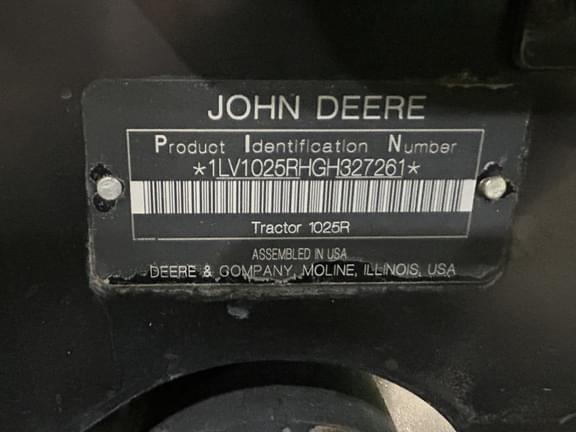 JOHN DEERE
Product Identification Number
*1LV1025RHGH327261*
Tractor 1025R
ASSEMBLED IN USA
DEERE & COMPANY, MOLINE, ILLINOIS, USA